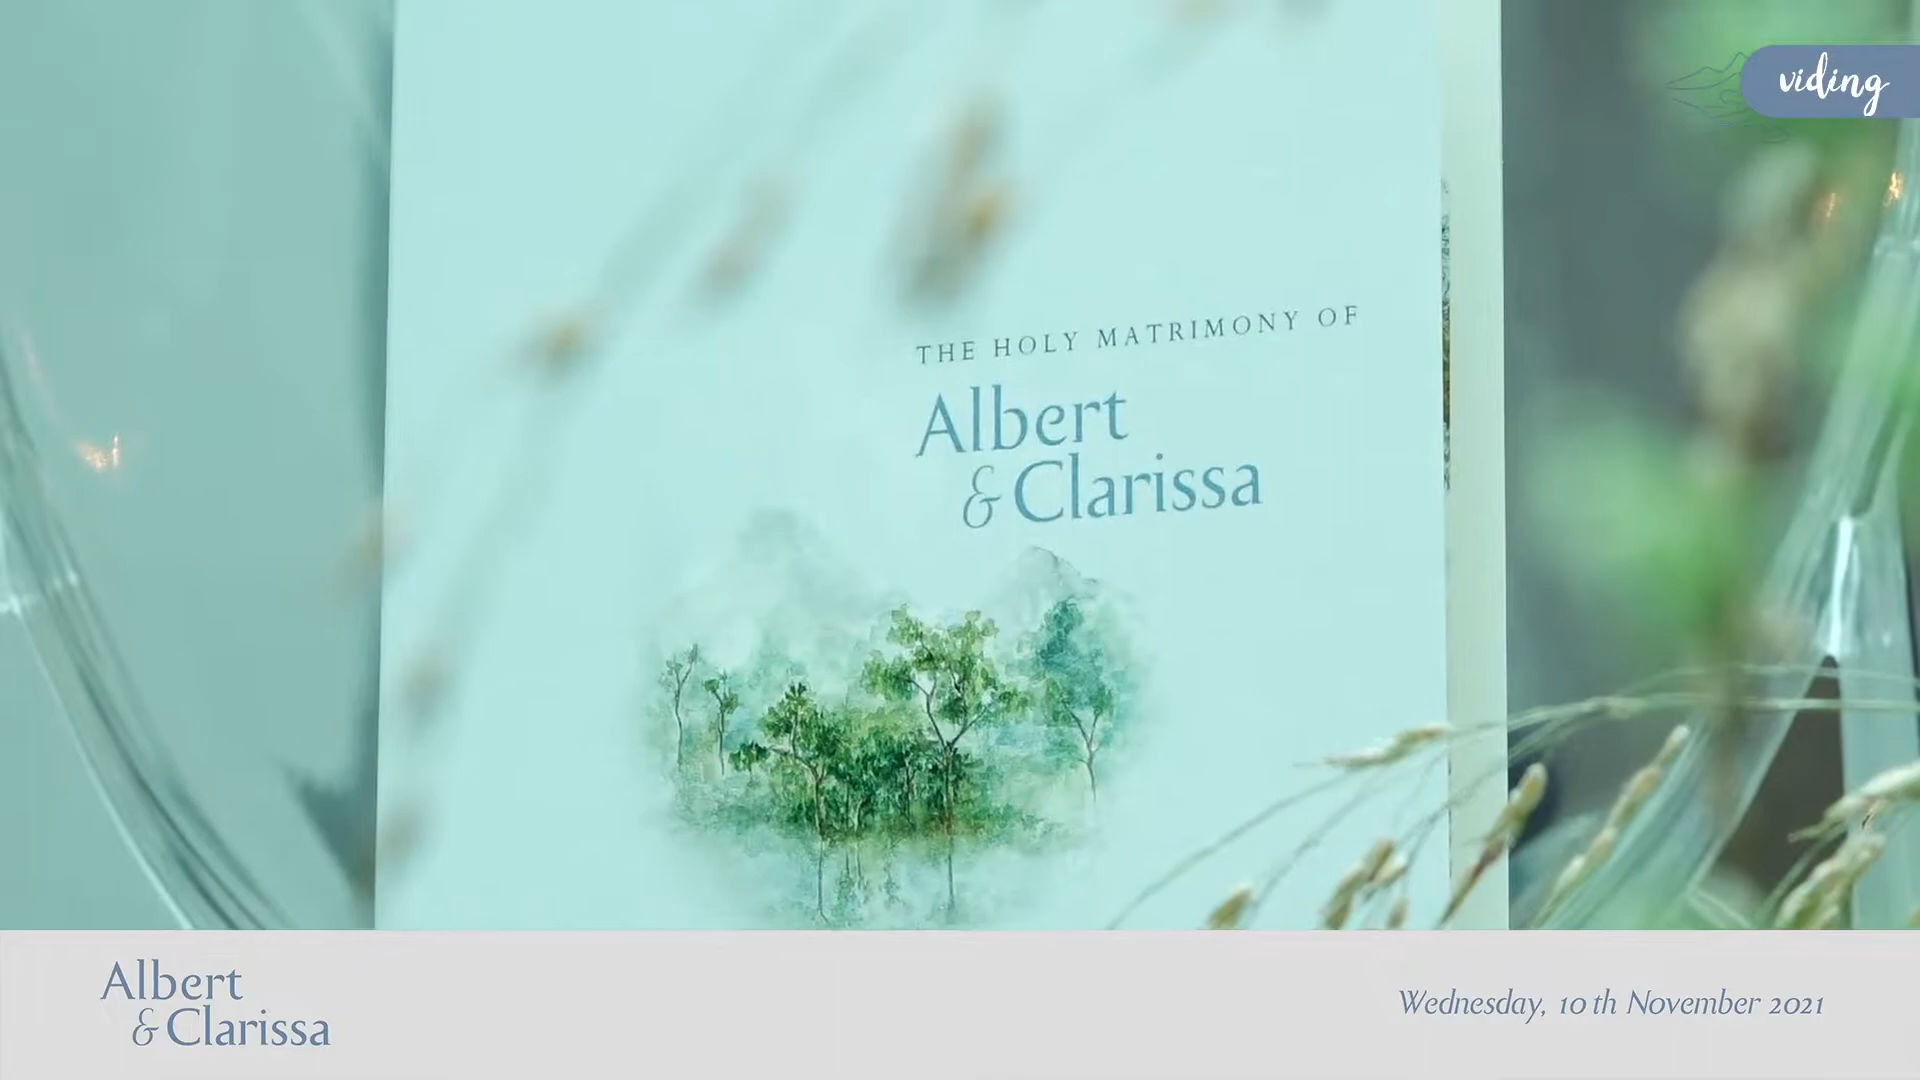 viding
THE HOLY MATRIMONY OF
Albert
& Clarissa
Albert
& Clarissa
Wednesday, 10 th November 2021